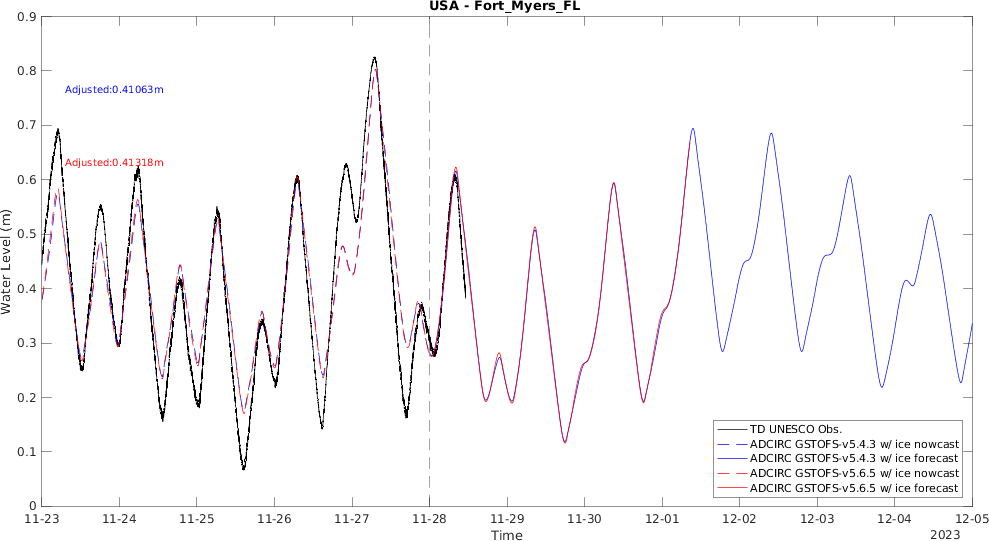 USA - Fort_Myers_FL
0.9
0.8
0.7
0.6
0.5
0.4
0.3
0.2
0.1
0
Water Level (m)
Adjusted:0.41063m
Adjusted:0.41318m
TD UNESCO Obs.
ADCIRC GSTOFS-v5.4.3 w/ ice nowcast
ADCIRC GSTOFS-v5.4.3 w/ ice forecast
ADCIRC GSTOFS-v5.6.5 w/ ice nowcast
ADCIRC GSTOFS-v5.6.5 w/ ice forecast
11-23 11-24 11-25 11-26 11-27 11-28 11-29 11-30 12-01 12-02 12-03 12-04 12-05
Time
2023